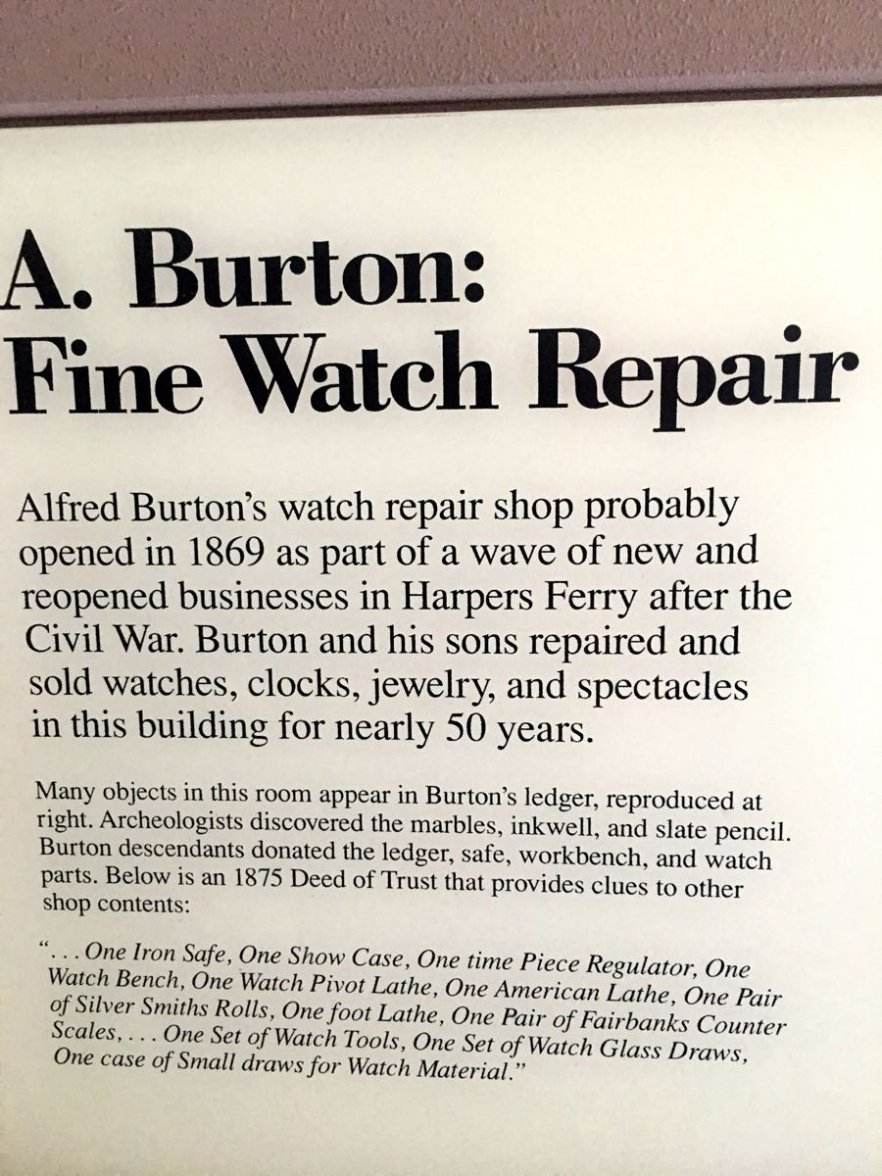 A. Burton:
Fine Watch Repair
Alfred Burton's watch repair shop probably
opened in 1869 as part of a wave of new and
reopened businesses in Harpers Ferry after the
Civil War. Burton and his sons repaired and
sold watches, clocks, jewelry, and spectacles
in this building for nearly 50 years.
Many objects in this room appear in Burton's ledger, reproduced at
right. Archeologists discovered the marbles, inkwell, and slate pencil.
Burton descendants donated the ledger, safe, workbench, and watch
parts. Below is an 1875 Deed of Trust that provides clues to other
shop contents:
“. . . One Iron Safe, One Show Case, One time Piece Regulator, One
Watch Bench, One Watch Pivot Lathe, One American Lathe, One Pair
of Silver Smiths Rolls, One foot Lathe, One Pair of Fairbanks Counter
Scales, . . . One Set of Watch Tools, One Set of Watch Glass Draws,
One case of Small draws for Watch Material.”